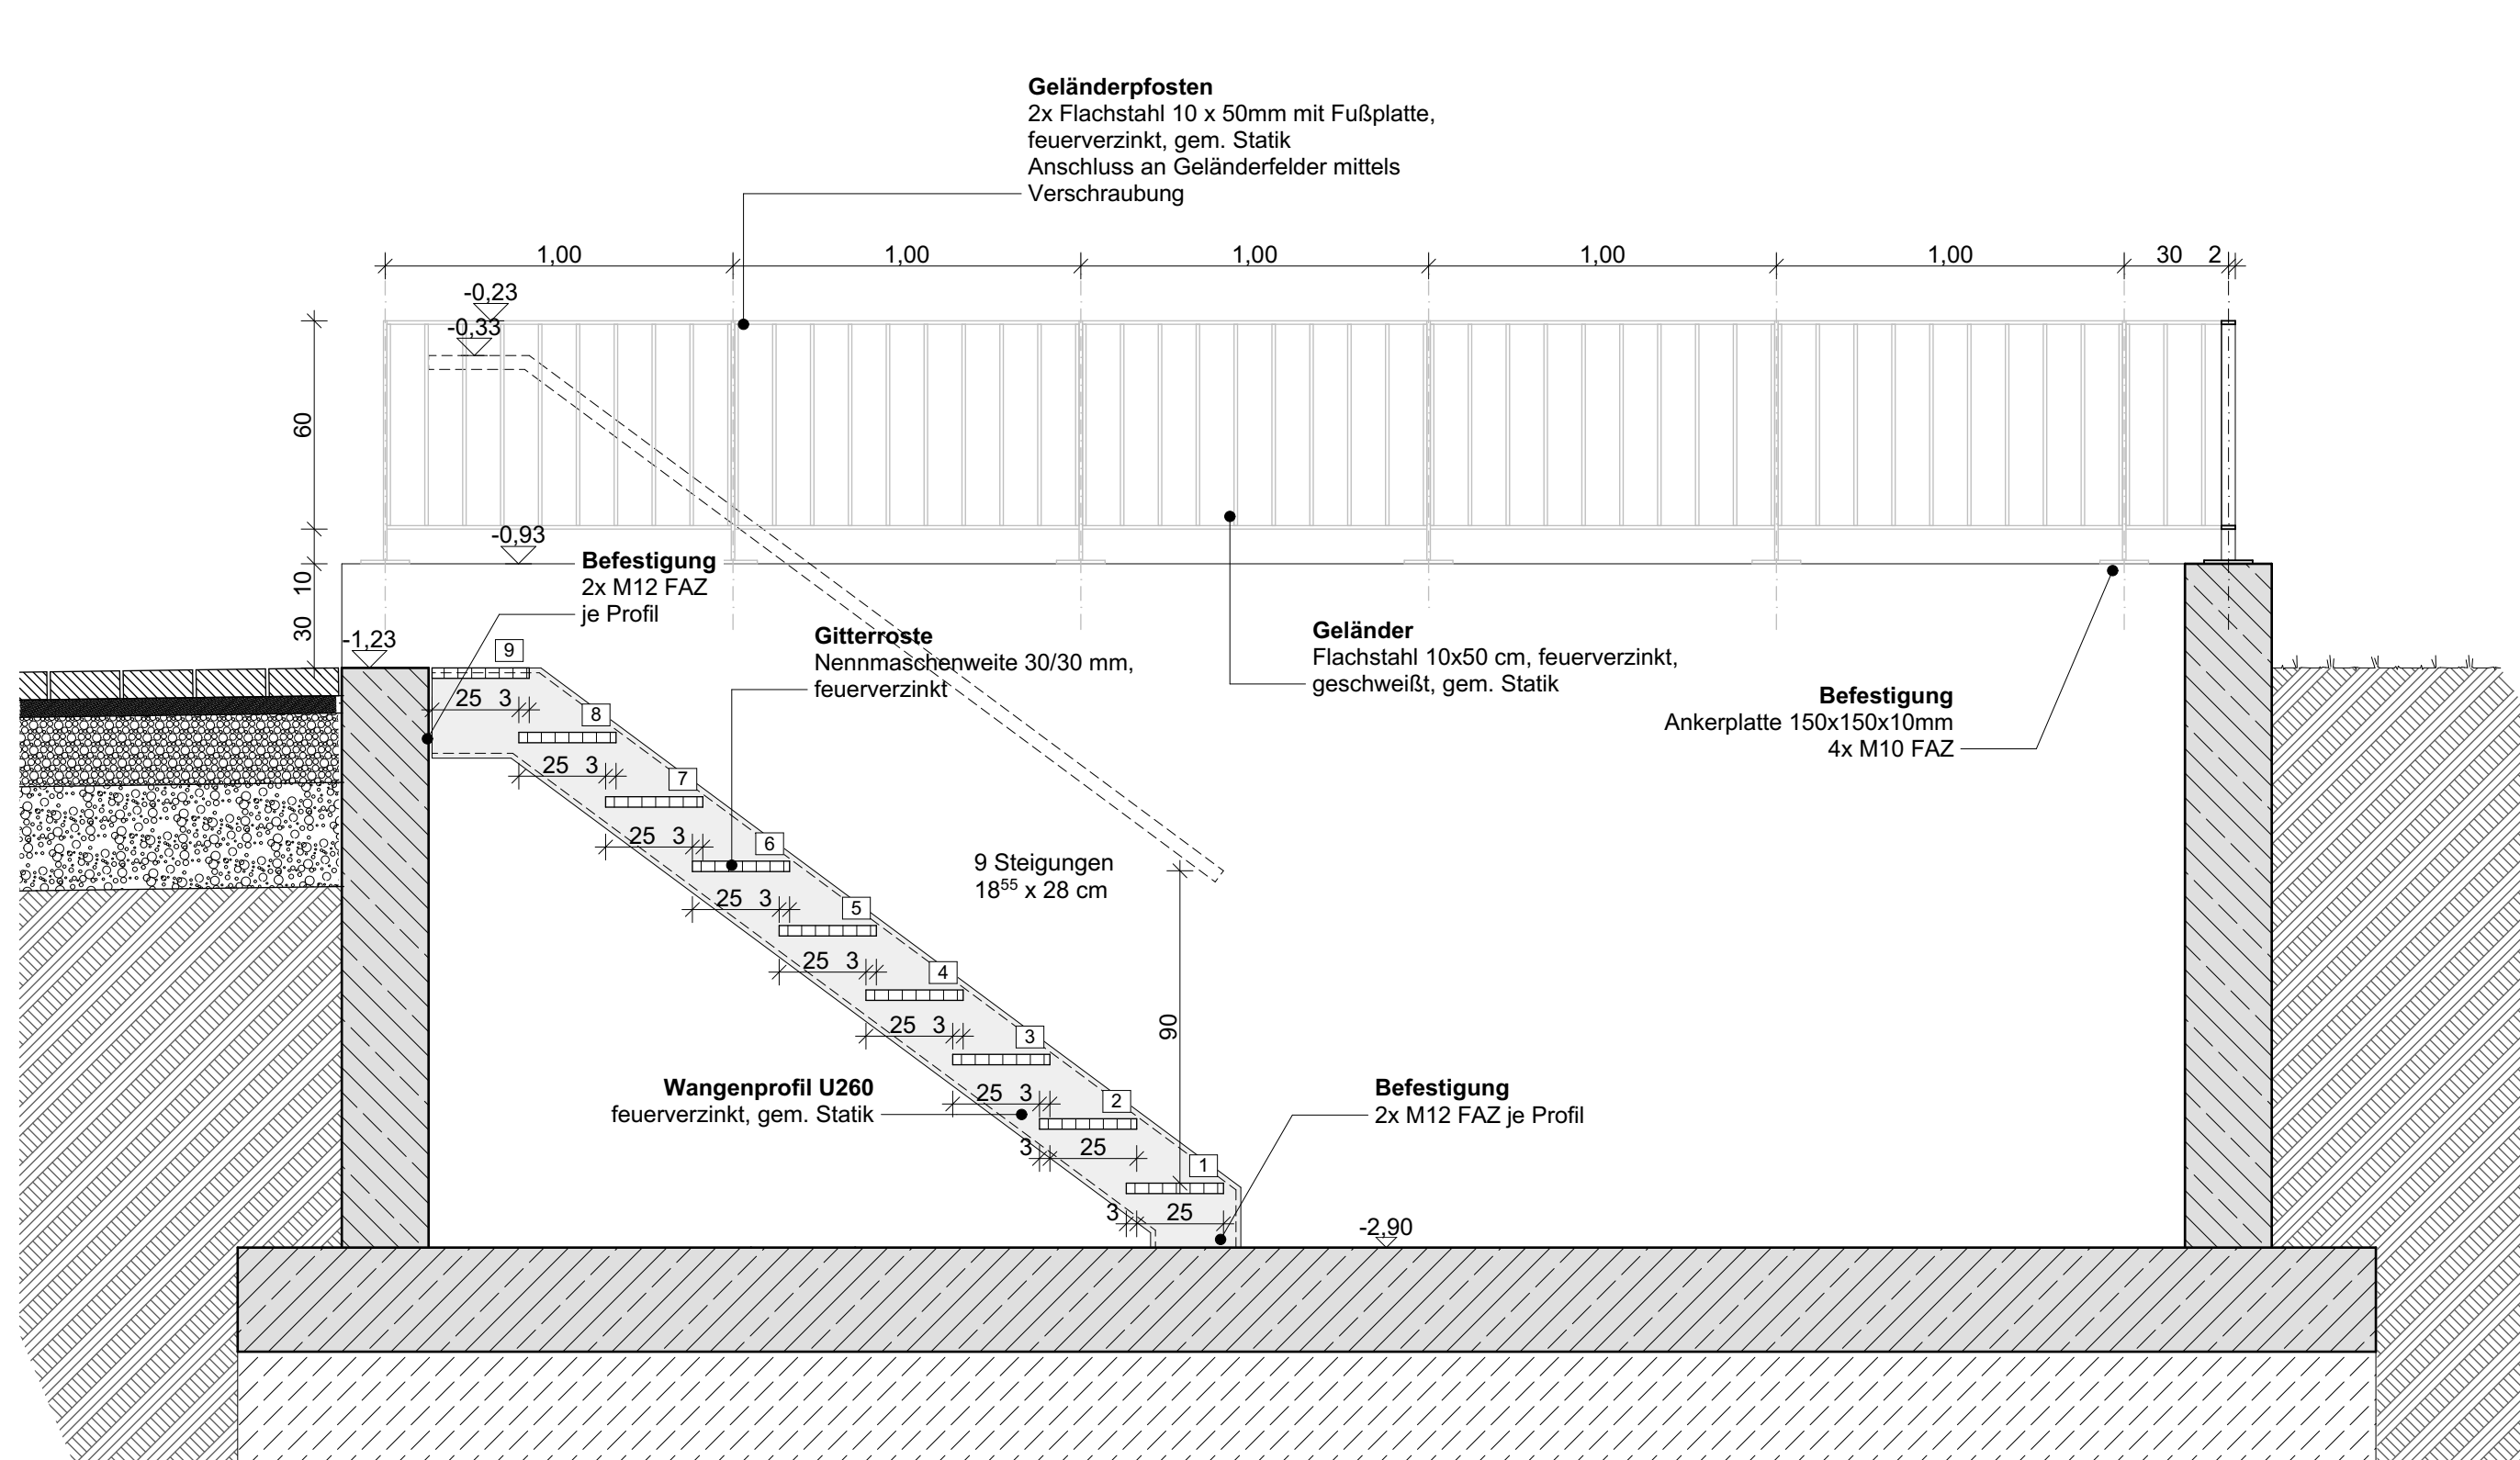 Geländerpfosten
2x Flachstahl 10 x 50mm mit Fußplatte,
feuerverzinkt, gem. Statik
Anschluss an Geländerfelder mittels
Verschraubung
1,00 1,00 1,00 1,00 1,00 30 2
-0,23
-0,33
60
-0,93
10
30
Befestigung
2x M12 FAZ
je Profil
-1,23
Gitterroste
Nennmaschenweite 30/30 mm,
feuerverzinkt
Geländer
Flachstahl 10x50 cm, feuerverzinkt,
geschweißt, gem. Statik
Befestigung
Ankerplatte 150x150x10mm
4x M10 FAZ
9
25 3
8
25 3
7
25 3
6
25 3
5
25 3
4
25 3
3
25 3
2
3 25
1
3 25
9 Steigungen
18⁵⁵ x 28 cm
90
Wangenprofil U260
feuerverzinkt, gem. Statik
Befestigung
2x M12 FAZ je Profil
-2,90